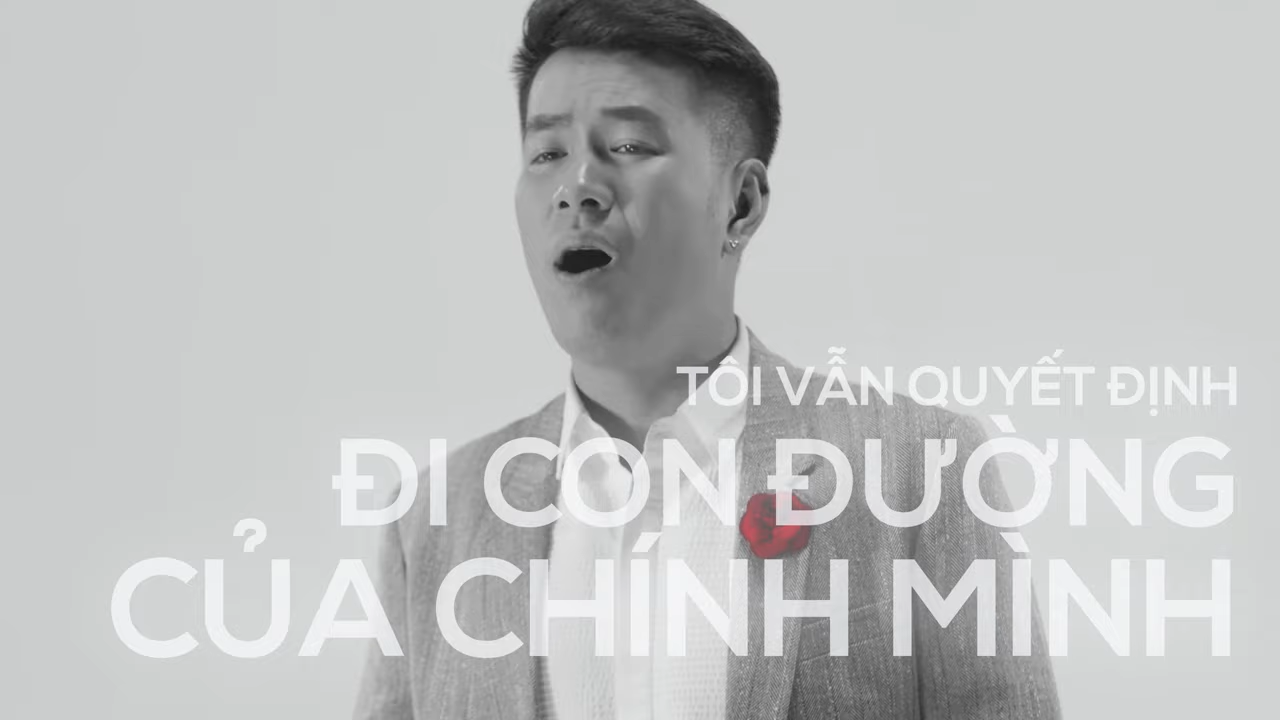 TÔI VẪN QUYẾT ĐỊNH
ĐI CON ĐƯỜNG
CỦA CHÍNH MÌNH